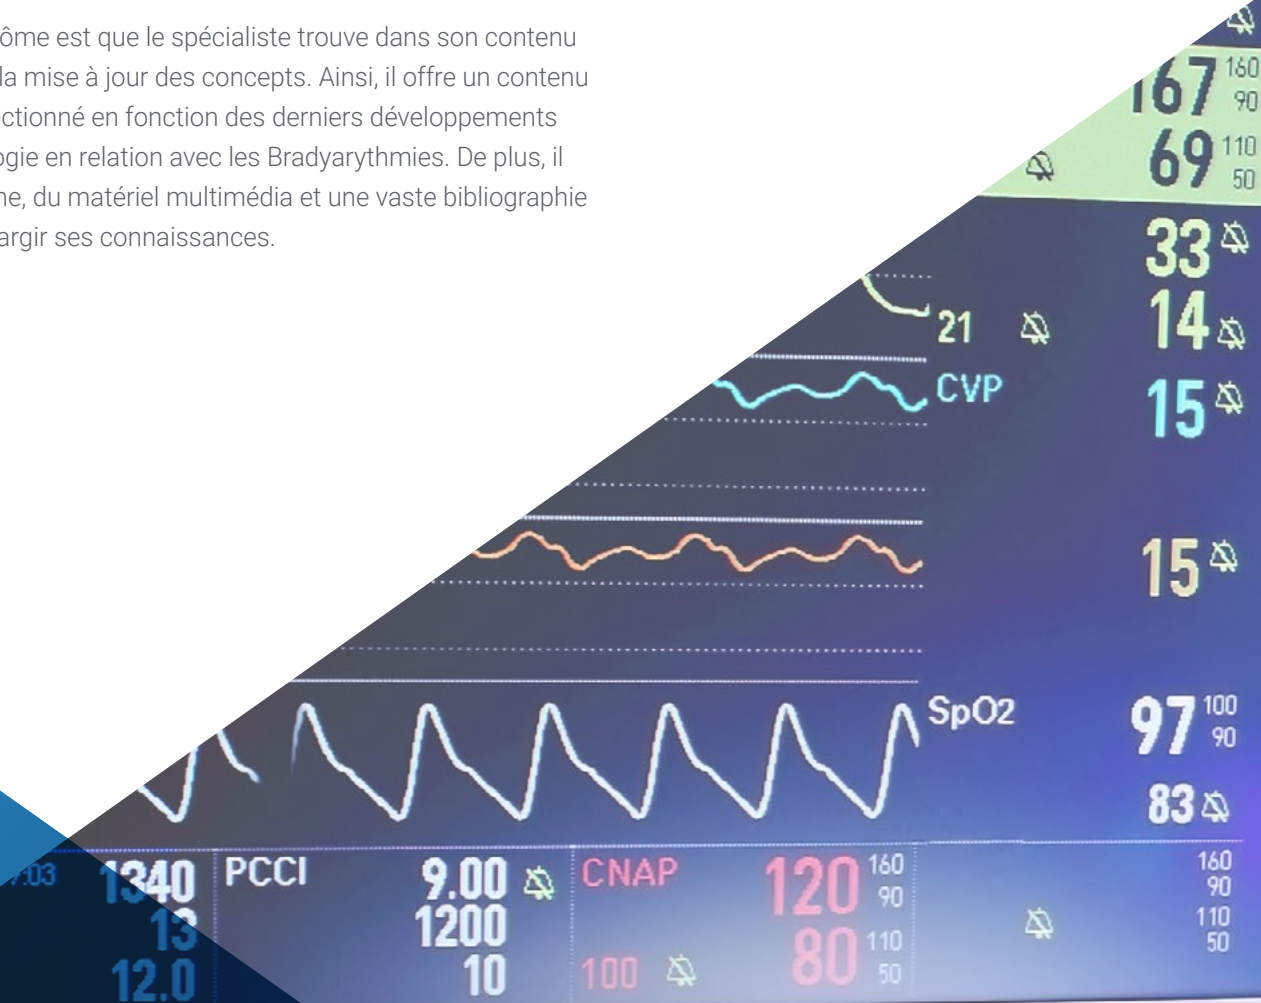 ôme est que le spécialiste trouve dans son contenu
la mise à jour des concepts. Ainsi, il offre un contenu
ctionné en fonction des derniers développements
ogie en relation avec les Bradyarythmies. De plus, il
ne, du matériel multimédia et une vaste bibliographie
argir ses connaissances.
167 160
90
69 110
50
33
21 14
CVP 15
15
SpO2 97 100
90
83
:03 1340 PCCI 9.00 CNAP 120 160 160
90 90
13 1200 110
12.0 10 100 80 110 50
50